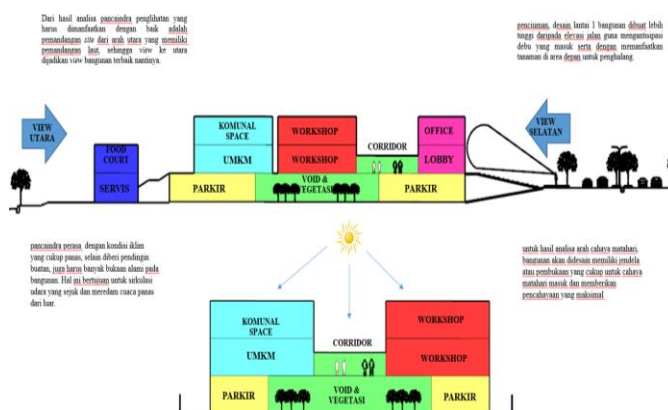 Dari hasil analisa pancaindra penglihatan yang
harus dimanfaatkan dengan baik adalah
pemandangan site dari arah utara yang memiliki
pemandangan laut, sehingga view ke utara
dijadikan view bangunan terbaik nantinya.
penciuman, desain lantai 1 bangunan dibuat lebih
tinggi daripada elevasi jalan guna mengantisipasi
debu yang masuk serta dengan memanfaatkan
tanaman di area depan untuk penghalang.
VIEW
UTARA
FOOD
COURT
SERVIS
KOMUNAL
SPACE
UMKM
WORKSHOP
WORKSHOP
CORRIDOR
OFFICE
LOBBY
VIEW
SELATAN
PARKIR
VOID &
VEGETASI
PARKIR
pancaindra perasa dengan kondisi iklim
yang cukup panas, selain diberi pendingin
buatan, juga harus banyak bukaan alami pada
bangunan. Hal ini bertujuan untuk sirkulasi
udara yang sejuk dan meredam cuaca panas
dari luar.
untuk hasil analisa arah cahaya matahari,
bangunan akan didesain memiliki jendela
atau pembukaan yang cukup untuk cahaya
matahari masuk dan memberikan
pencahayaan yang maksimal
KOMUNAL
SPACE
UMKM
CORRIDOR
WORKSHOP
WORKSHOP
PARKIR
VOID &
VEGETASI
PARKIR